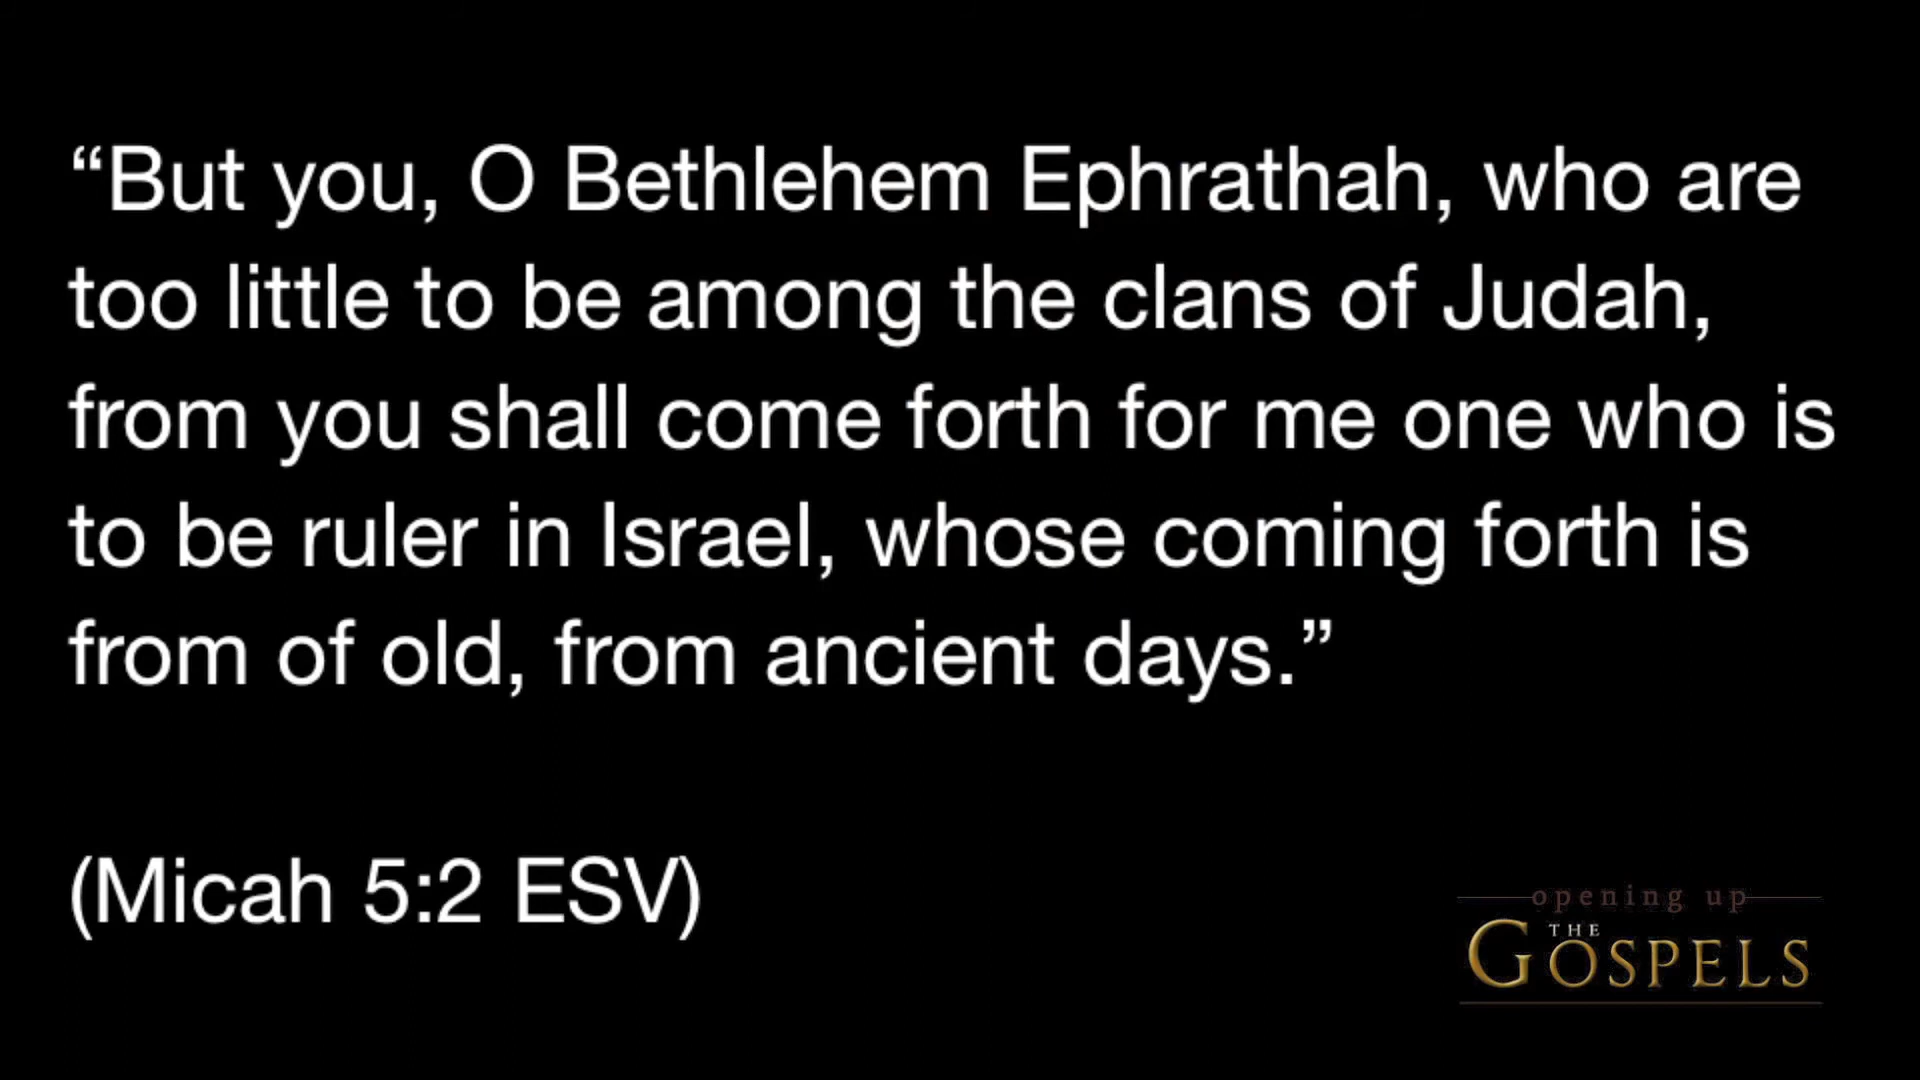 “But you, O Bethlehem Ephrathah, who are
too little to be among the clans of Judah,
from you shall come forth for me one who is
to be ruler in Israel, whose coming forth is
from of old, from ancient days.”
(Micah 5:2 ESV)
opening up
THE
GOSPELS